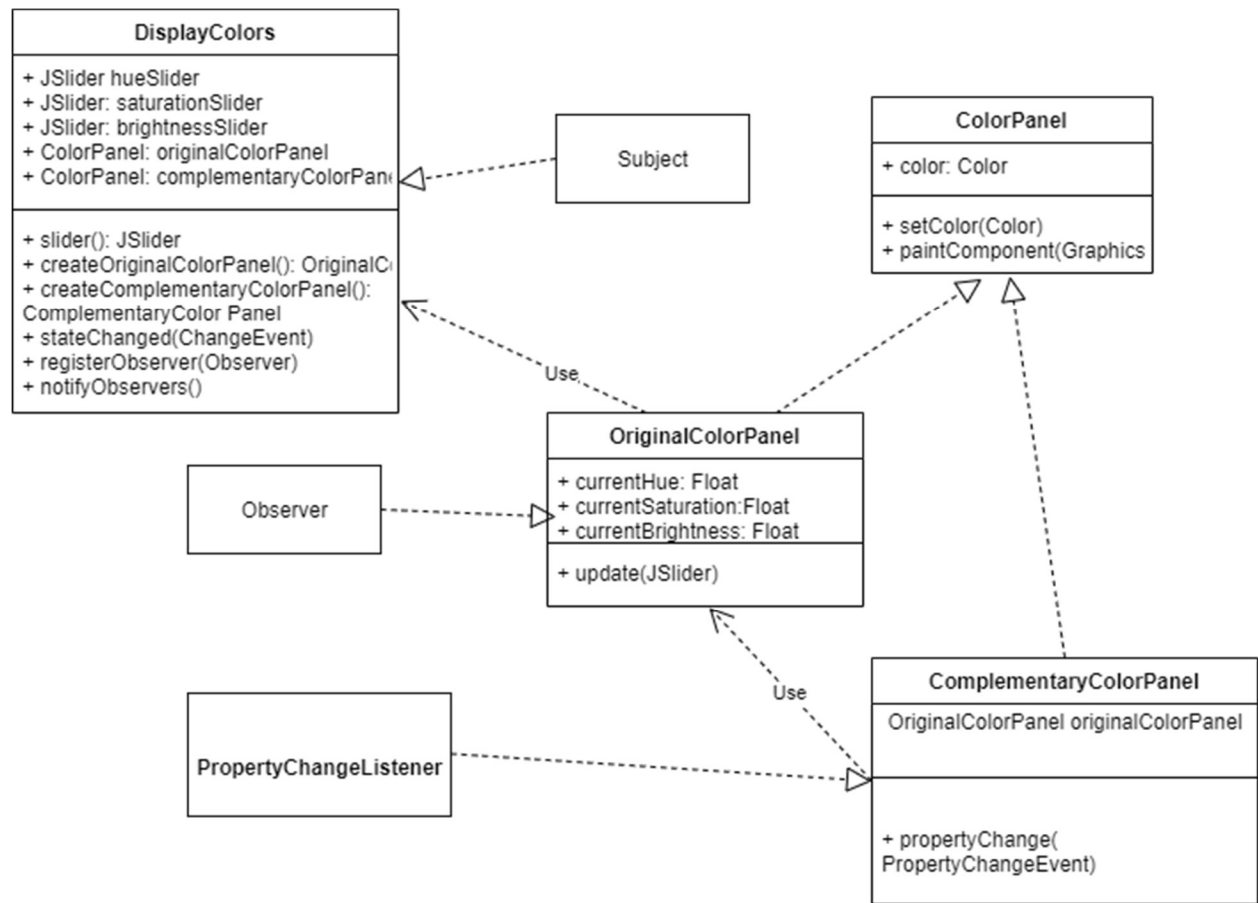 DisplayColors
+ JSlider hueSlider
+ JSlider: saturationSlider
+ JSlider: brightnessSlider
+ ColorPanel: originalColorPanel
+ ColorPanel: complementaryColorPane
+ slider(): JSlider
+ createOriginalColorPanel(): OriginalC
+ createComplementaryColorPanel():
ComplementaryColor Panel
+ stateChanged(ChangeEvent)
+ registerObserver(Observer)
+ notifyObservers()
Subject
ColorPanel
+ color: Color
+ setColor(Color)
+ paintComponent(Graphics
Use
OriginalColorPanel
+ currentHue: Float
+ currentSaturation:Float
+ currentBrightness: Float
+ update(JSlider)
Observer
Use
ComplementaryColorPanel
OriginalColorPanel originalColorPanel
+ propertyChange(
PropertyChangeEvent)
PropertyChangeListener